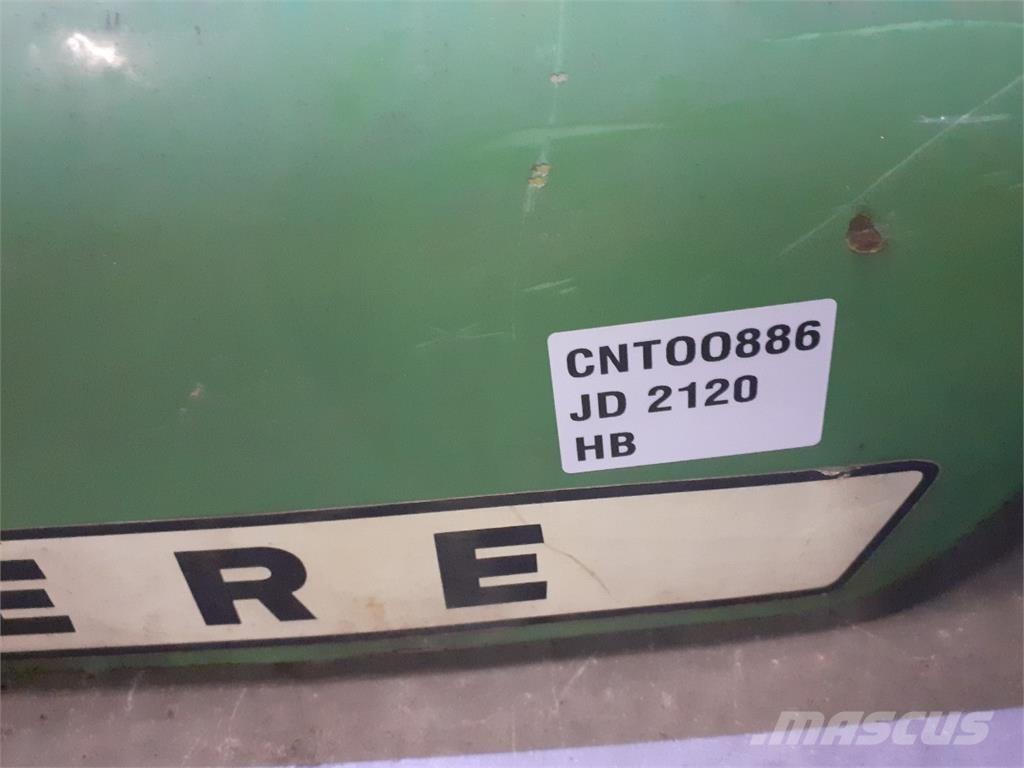 CNT00886
JD 2120
HB
ERE
MASCUS